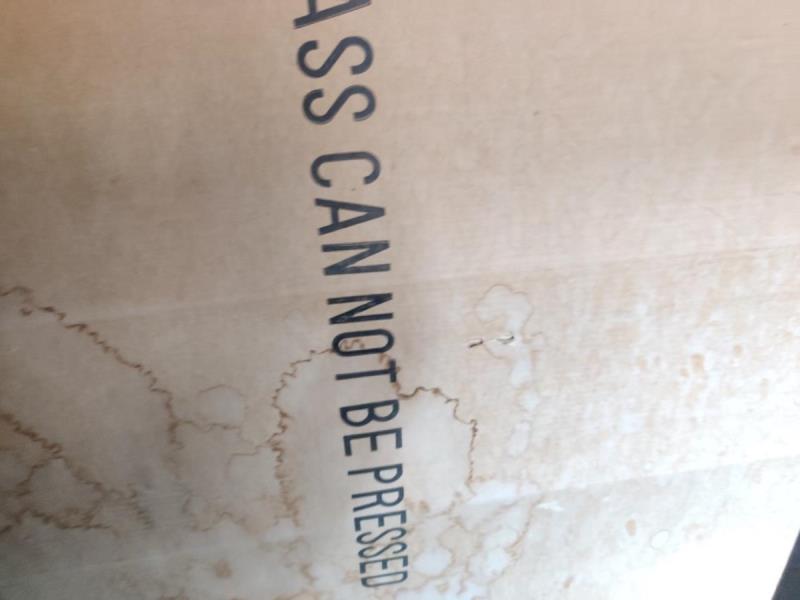 ASS CAN NOT BE PRESSED